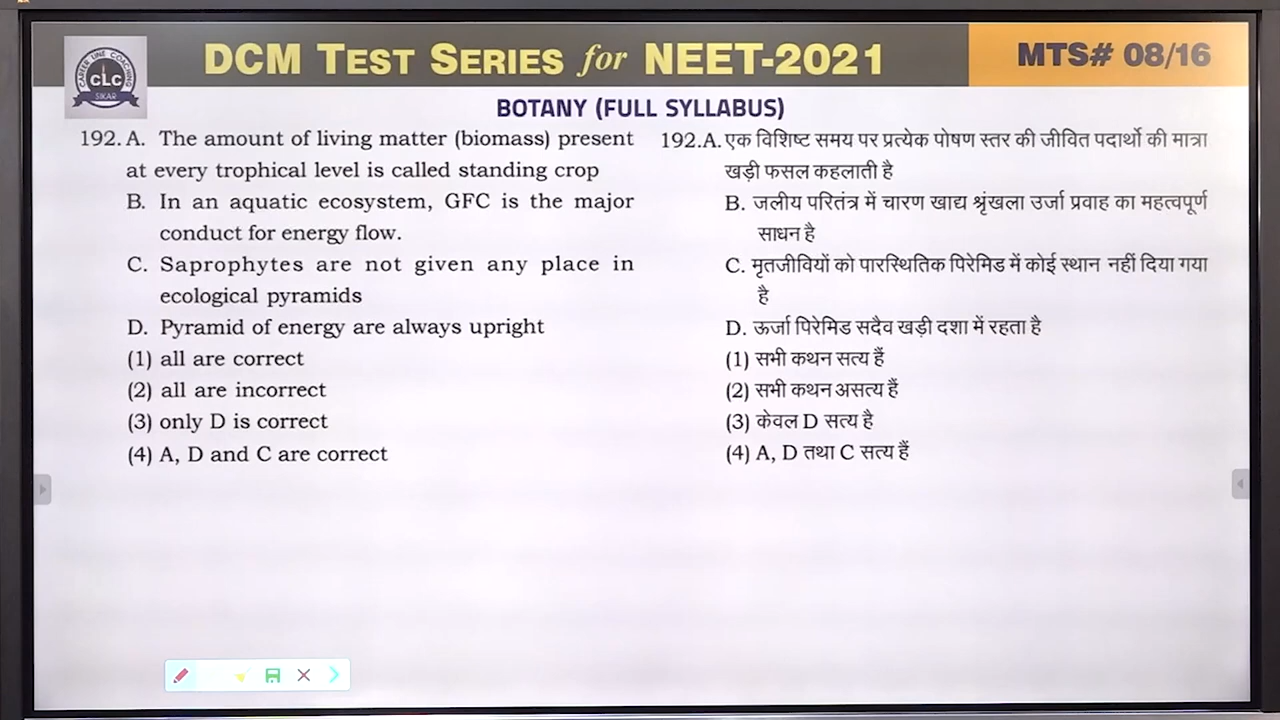 CAREER LINE COACHING
CLC
SIKAR
DCM TEST SERIES for NEET-2021
MTS# 08/16
BOTANY (FULL SYLLABUS)
192. A. The amount of living matter (biomass) present
at every trophical level is called standing crop
B. In an aquatic ecosystem, GFC is the major
conduct for energy flow.
C. Saprophytes are not given any place in
ecological pyramids
D. Pyramid of energy are always upright
(1) all are correct
(2) all are incorrect
(3) only D is correct
(4) A, D and C are correct
192.A. एक विशिष्ट समय पर प्रत्येक पोषण स्तर की जीवित पदार्थो की मात्रा
खड़ी फसल कहलाती है
B. जलीय परितंत्र में चारण खाद्य श्रृंखला उर्जा प्रवाह का महत्वपूर्ण
साधन है
C. मृतजीवियों को पारस्थितिक पिरेमिड में कोई स्थान नहीं दिया गया
है
D. ऊर्जा पिरेमिड सदैव खड़ी दशा में रहता है
(1) सभी कथन सत्य हैं
(2) सभी कथन असत्य हैं
(3) केवल D सत्य है
(4) A, D तथा C सत्य हैं